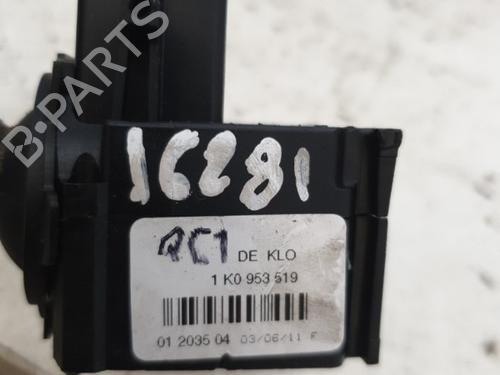 B-PARTS
16281
QC1 DE KLO
1 K0 953 519
01 2035 04 03/06/11 F